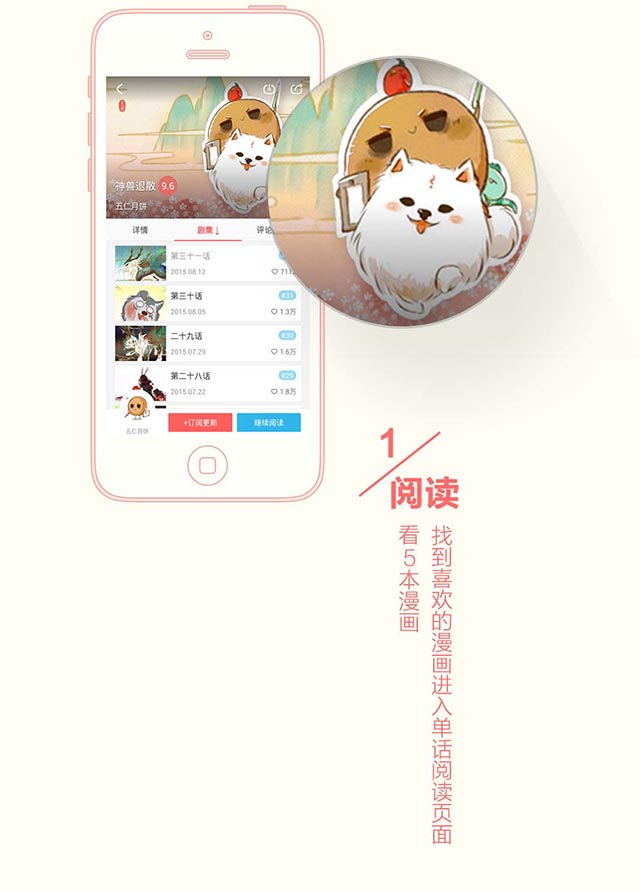 神兽退散 9.6
五仁月饼
详情 剧集↓ 评论
第三十一话
2015.08.12 711
第三十话 #31
2015.08.05 1.3万
二十九话 #30
2015.07.29 1.6万
第二十八话 #29
2015.07.22 1.8万
五仁月饼 +订阅更新 继续阅读
1
阅读
找到喜欢的漫画进入单话阅读页面
看5本漫画